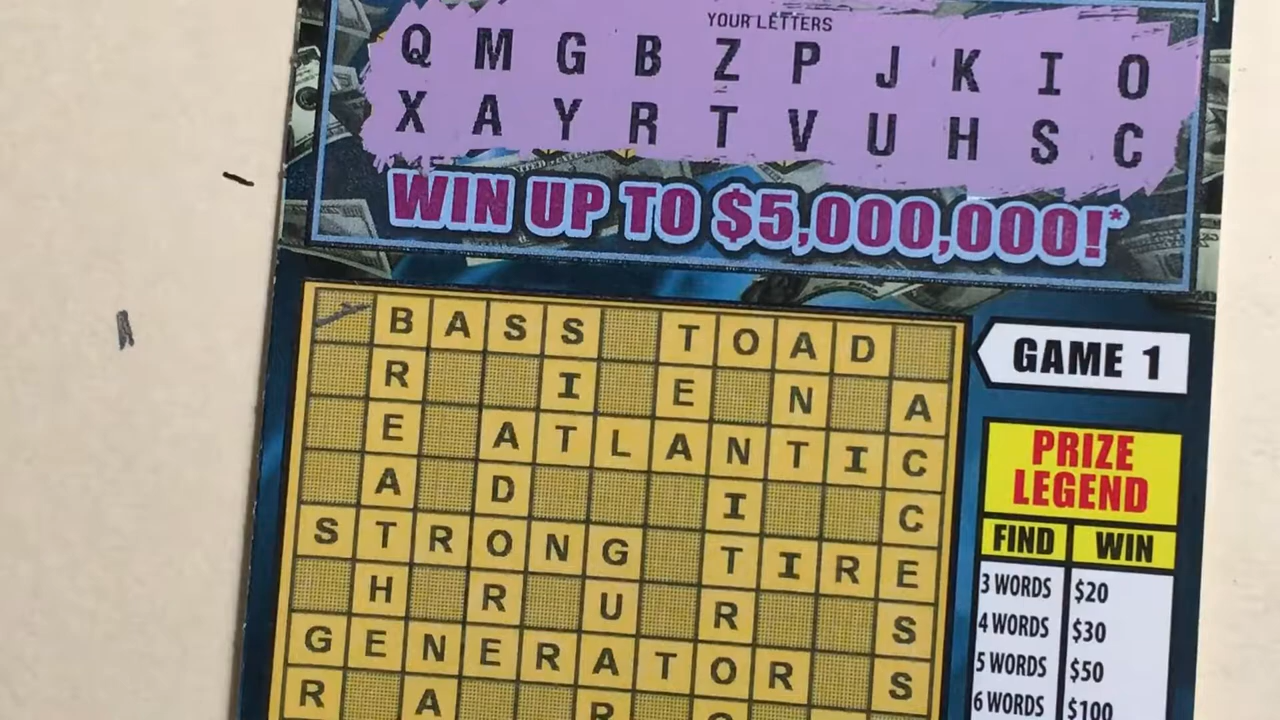 YOUR LETTERS
Q M G B Z P J K I O
X A Y R T V U H S C
WIN UP TO $5,000,000!*
B A S S T O A D
R I E N A
E A T L A N T I C
A D I C
S T R O N G T I R E
H R U R S
G E N E R A T O R S
R A R
GAME 1
PRIZE
LEGEND
FIND WIN
3 WORDS $20
4 WORDS $30
5 WORDS $50
6 WORDS $100